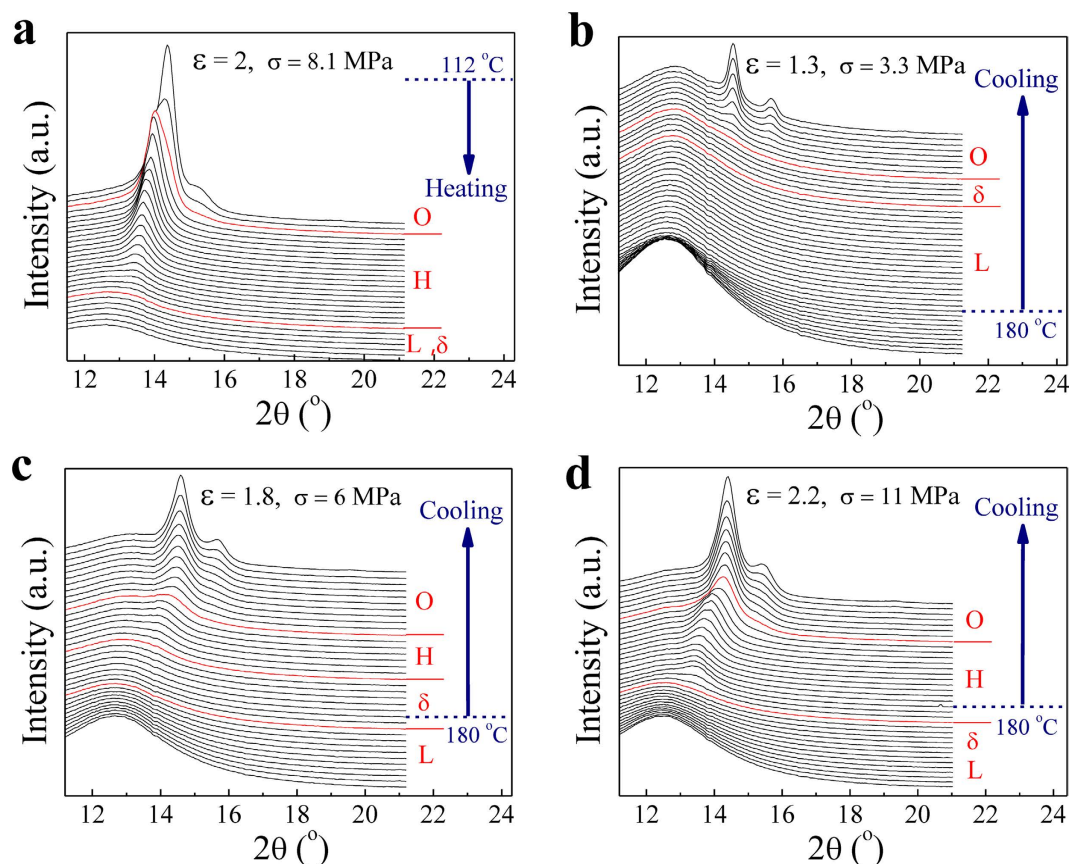 a
ε = 2, σ = 8.1 MPa
112 °C
Heating
O
H
L, δ
Intensity (a.u.)
12 14 16 18 20 22 24
2θ (°)
b
ε = 1.3, σ = 3.3 MPa
Cooling
O
δ
L
180 °C
Intensity (a.u.)
12 14 16 18 20 22 24
2θ (°)
c
ε = 1.8, σ = 6 MPa
Cooling
O
H
δ
180 °C
L
Intensity (a.u.)
12 14 16 18 20 22 24
2θ (°)
d
ε = 2.2, σ = 11 MPa
Cooling
O
H
180 °C
δ
L
Intensity (a.u.)
12 14 16 18 20 22 24
2θ (°)